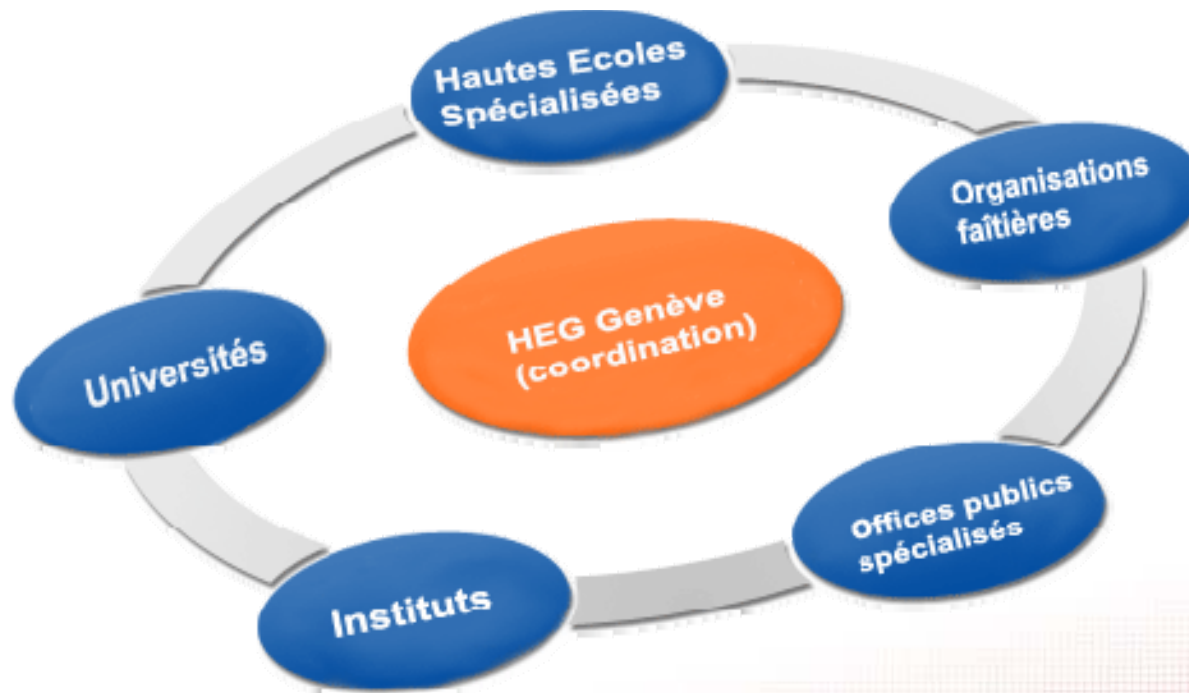 Hautes Ecoles
Spécialisées
Organisations
faîtières
HEG Genève
(coordination)
Universités
Offices publics
spécialisés
Instituts